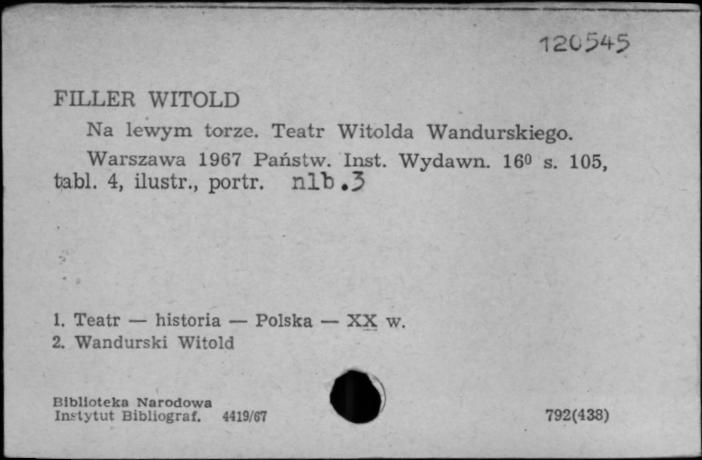 120545
FILLER WITOLD
Na lewym torze. Teatr Witolda Wandurskiego.
Warszawa 1967 Państw. Inst. Wydawn. 16⁰ s. 105,
tabl. 4, ilustr., portr. nlb.3
1. Teatr — historia — Polska — XX w.
2. Wandurski Witold
Biblioteka Narodowa
Instytut Bibliograf. 4419/67
792(438)